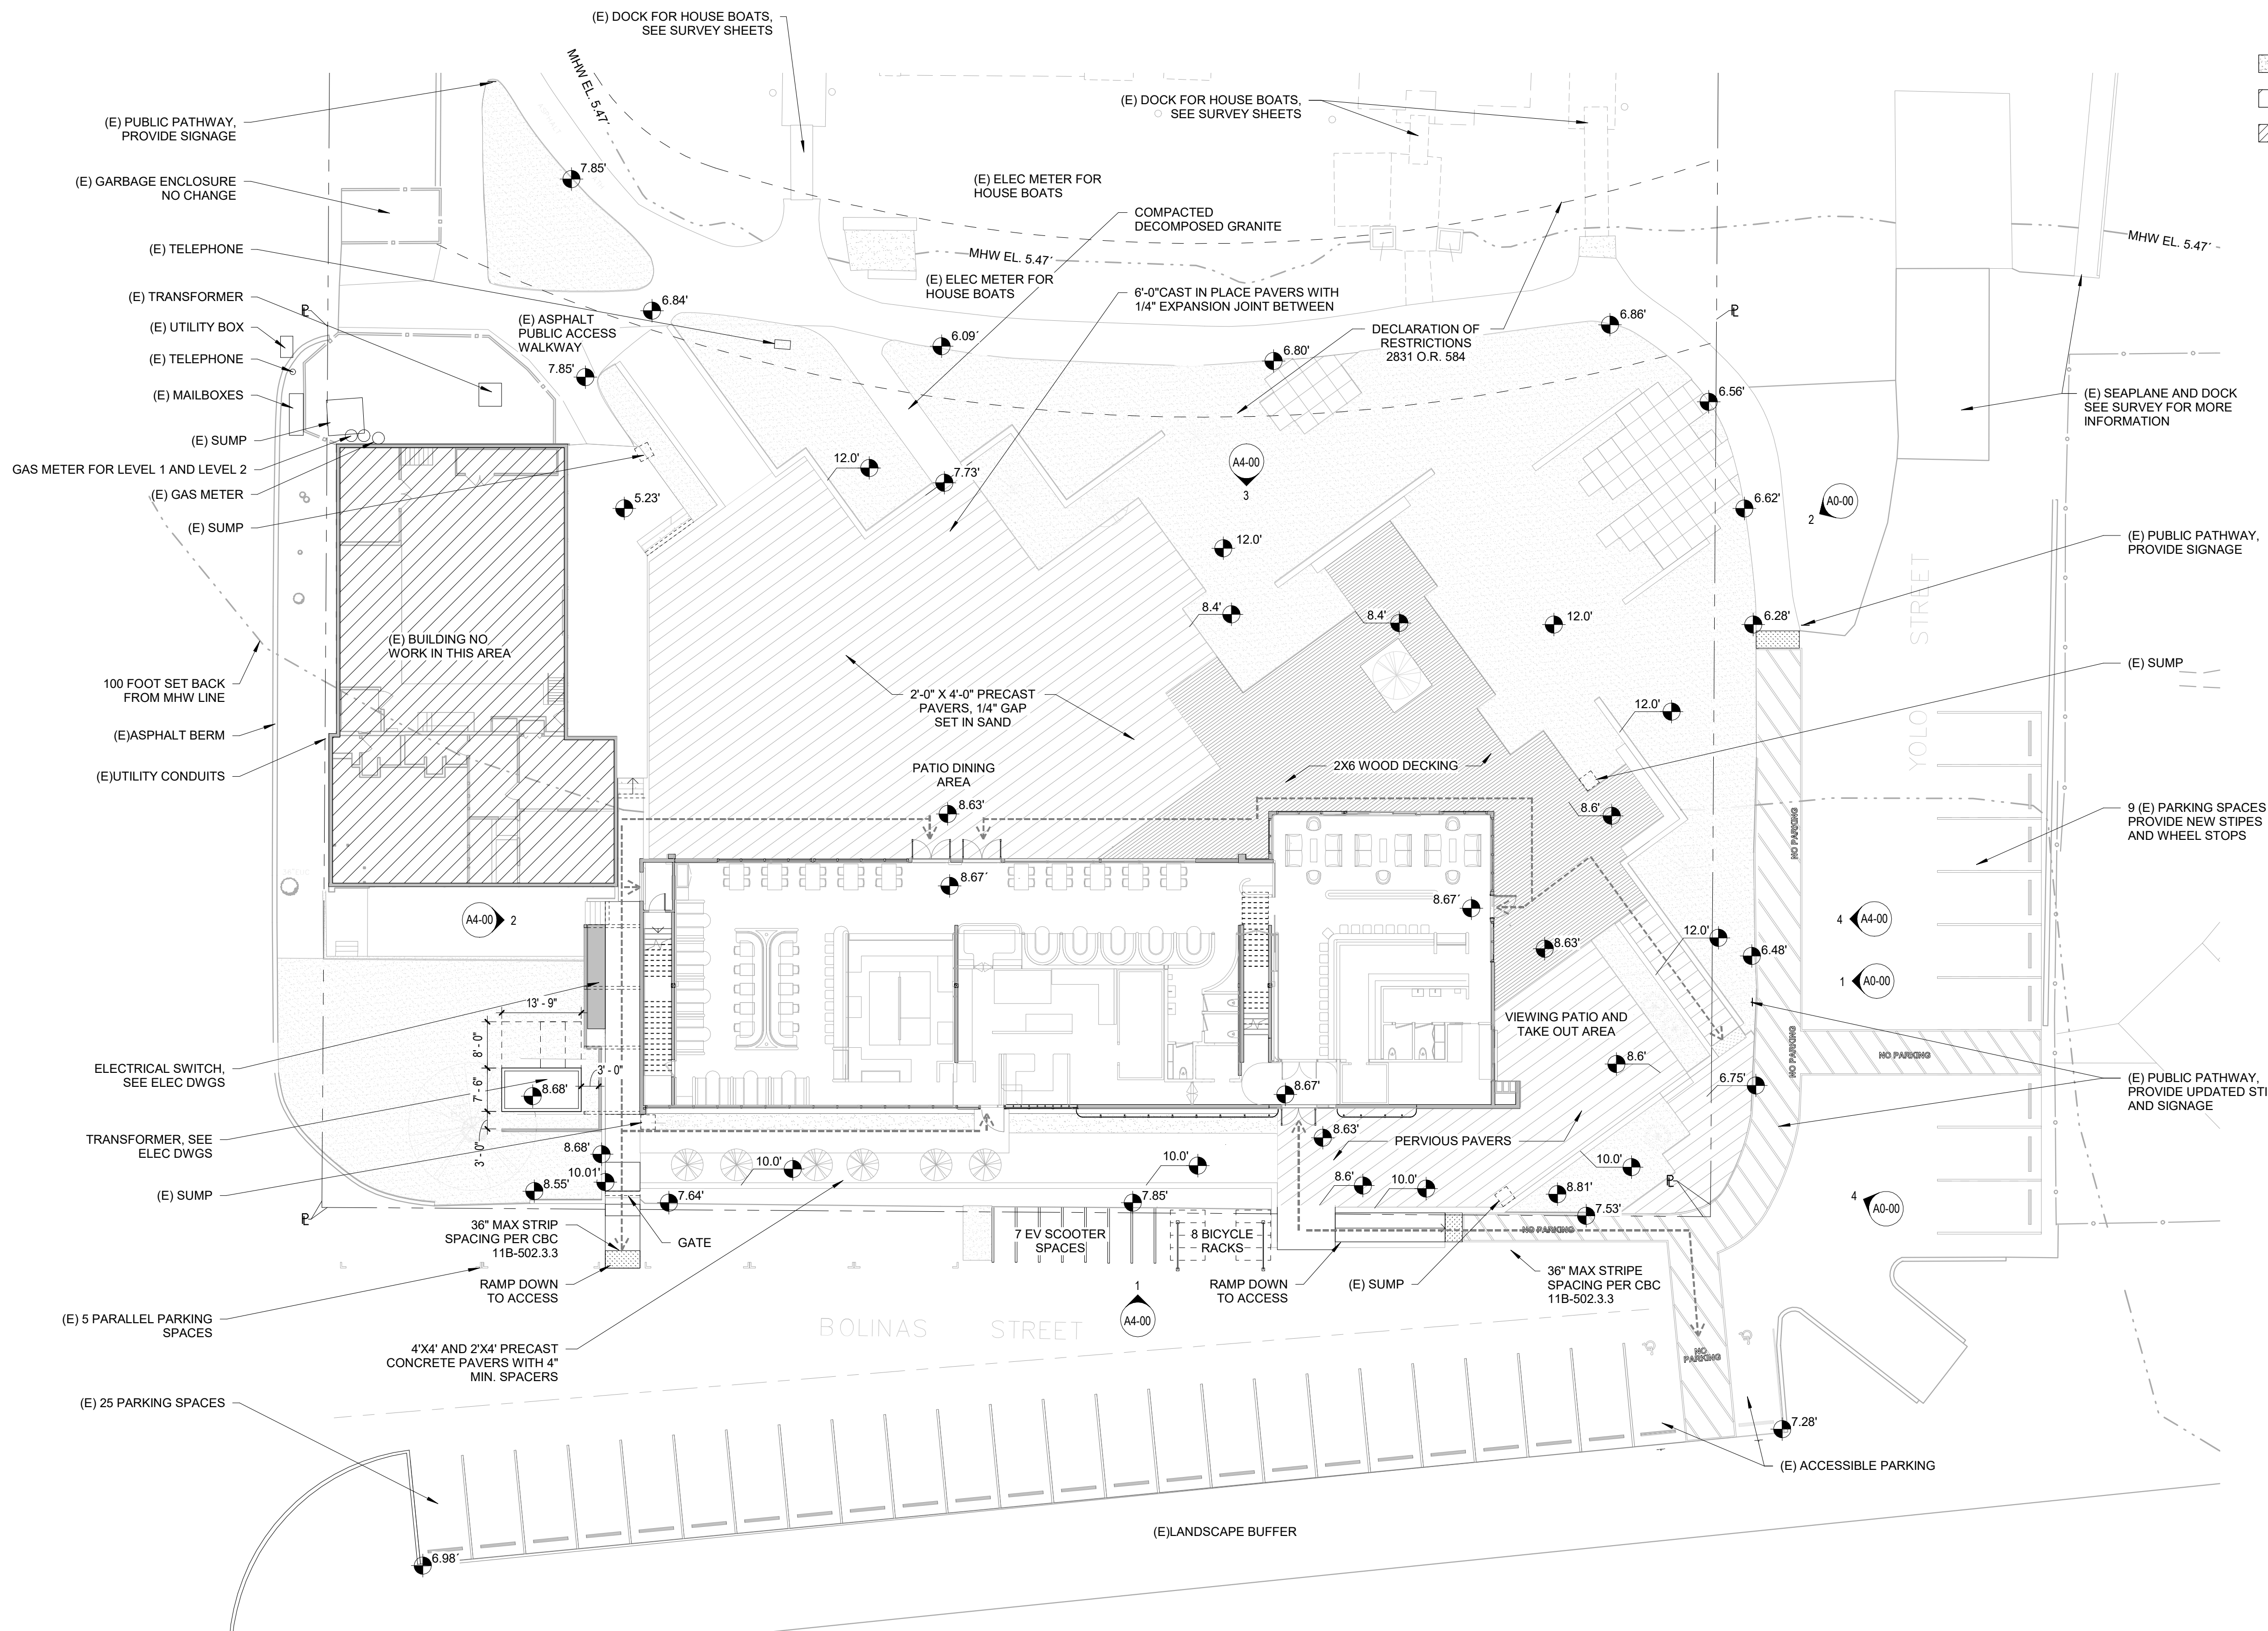 (E) DOCK FOR HOUSE BOATS,
SEE SURVEY SHEETS
MHW EL. 5.47'
(E) PUBLIC PATHWAY,
PROVIDE SIGNAGE
(E) DOCK FOR HOUSE BOATS,
SEE SURVEY SHEETS
7.85'
(E) GARBAGE ENCLOSURE
NO CHANGE
(E) ELEC METER FOR
HOUSE BOATS
COMPACTED
DECOMPOSED GRANITE
MHW EL. 5.47'
(E) TELEPHONE
MHW EL. 5.47'
(E) ELEC METER FOR
HOUSE BOATS
(E) TRANSFORMER
6.84'
6'-0"CAST IN PLACE PAVERS WITH
1/4" EXPANSION JOINT BETWEEN
(E) ASPHALT
PUBLIC ACCESS
WALKWAY
7.85'
(E) UTILITY BOX
6.09'
DECLARATION OF
RESTRICTIONS
2831 O.R. 584
6.86'
(E) TELEPHONE
6.80'
(E) MAILBOXES
6.56'
(E) SEAPLANE AND DOCK
SEE SURVEY FOR MORE
INFORMATION
(E) SUMP
GAS METER FOR LEVEL 1 AND LEVEL 2
12.0'
7.73'
A4-00
3
(E) GAS METER
5.23'
6.62'
A0-00
2
(E) SUMP
12.0'
(E) PUBLIC PATHWAY,
PROVIDE SIGNAGE
8.4'
8.4'
12.0'
6.28'
YOLO STREET
(E) BUILDING NO
WORK IN THIS AREA
(E) SUMP
100 FOOT SET BACK
FROM MHW LINE
2'-0" X 4'-0" PRECAST
PAVERS, 1/4" GAP
SET IN SAND
12.0'
(E)ASPHALT BERM
(E)UTILITY CONDUITS
PATIO DINING
AREA
2X6 WOOD DECKING
8.63'
8.6'
NO PARKING
9 (E) PARKING SPACES
PROVIDE NEW STIPES
AND WHEEL STOPS
8.67'
8.67'
A4-00
2
4
A4-00
12.0'
8.63'
6.48'
1
A0-00
13' - 9"
8' - 0"
VIEWING PATIO AND
TAKE OUT AREA
NO PARKING
NO PARKING
ELECTRICAL SWITCH,
SEE ELEC DWGS
3' - 0"
7' - 6"
8.68'
8.67'
8.6'
6.75'
(E) PUBLIC PATHWAY,
PROVIDE UPDATED STI
AND SIGNAGE
TRANSFORMER, SEE
ELEC DWGS
3' - 0"
8.68'
8.63'
PERVIOUS PAVERS
10.0'
10.0'
10.0'
10.01'
8.55'
(E) SUMP
7.64'
7.85'
8.6'
10.0'
8.81'
7.53'
4
A0-00
36" MAX STRIP
SPACING PER CBC
11B-502.3.3
GATE
7 EV SCOOTER
SPACES
8 BICYCLE
RACKS
NO PARKING
RAMP DOWN
TO ACCESS
1
A4-00
RAMP DOWN
TO ACCESS
(E) SUMP
36" MAX STRIPE
SPACING PER CBC
11B-502.3.3
(E) 5 PARALLEL PARKING
SPACES
BOLINAS STREET
4'X4' AND 2'X4' PRECAST
CONCRETE PAVERS WITH 4"
MIN. SPACERS
NO
PARKING
(E) 25 PARKING SPACES
7.28'
(E) ACCESSIBLE PARKING
(E)LANDSCAPE BUFFER
6.98'